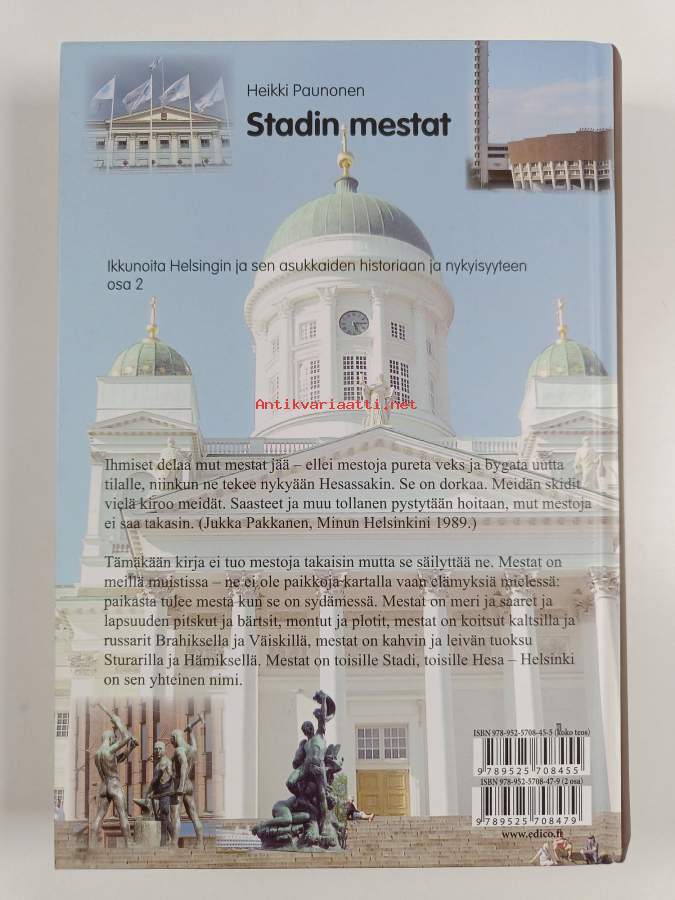 Heikki Paunonen
Stadin mestat
Ikkunoita Helsingin ja sen asukkaiden historiaan ja nykyisyyteen
osa 2
Antikvariaatti.net
Ihmiset delaa mut mestat jää – ellei mestoja pureta veks ja bygata uutta
tilalle, niinkun ne tekee nykyään Hesassakin. Se on dorkaa. Meidän skidit
vielä kiroo meidät. Saasteet ja muu tollanen pystytään hoitaan, mut mestoja
ei saa takasin. (Jukka Pakkanen, Minun Helsinkini 1989.)
Tämäkään kirja ei tuo mestoja takaisin mutta se säilyttää ne. Mestat on
meillä muistissa – ne ei ole paikkoja kartalla vaan elämyksiä mielessä:
paikasta tulee mesta kun se on sydämessä. Mestat on meri ja saaret ja
lapsuuden pitskut ja bärtsit, montut ja plotit, mestat on koitsut kaltsilla ja
russarit Brahiksella ja Väiskillä, mestat on kahvin ja leivän tuoksu
Sturarilla ja Hämiksellä. Mestat on toisille Stadi, toisille Hesa – Helsinki
on sen yhteinen nimi.
ISBN 978-952-5708-45-5 (koko teos)
9 789525 708455
ISBN 978-952-5708-47-9 (2 osa)
9 789525 708479
www.edico.fi